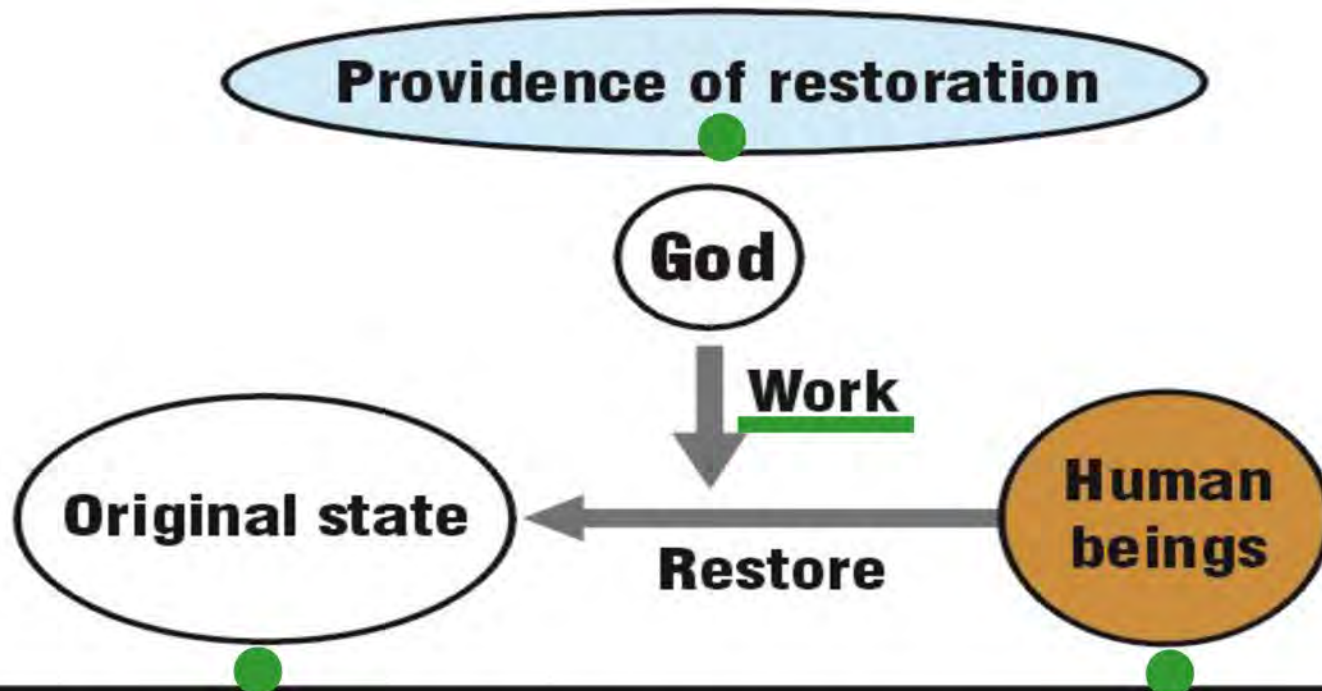 Providence of restoration
God
Work
Original state
Human
beings
Restore